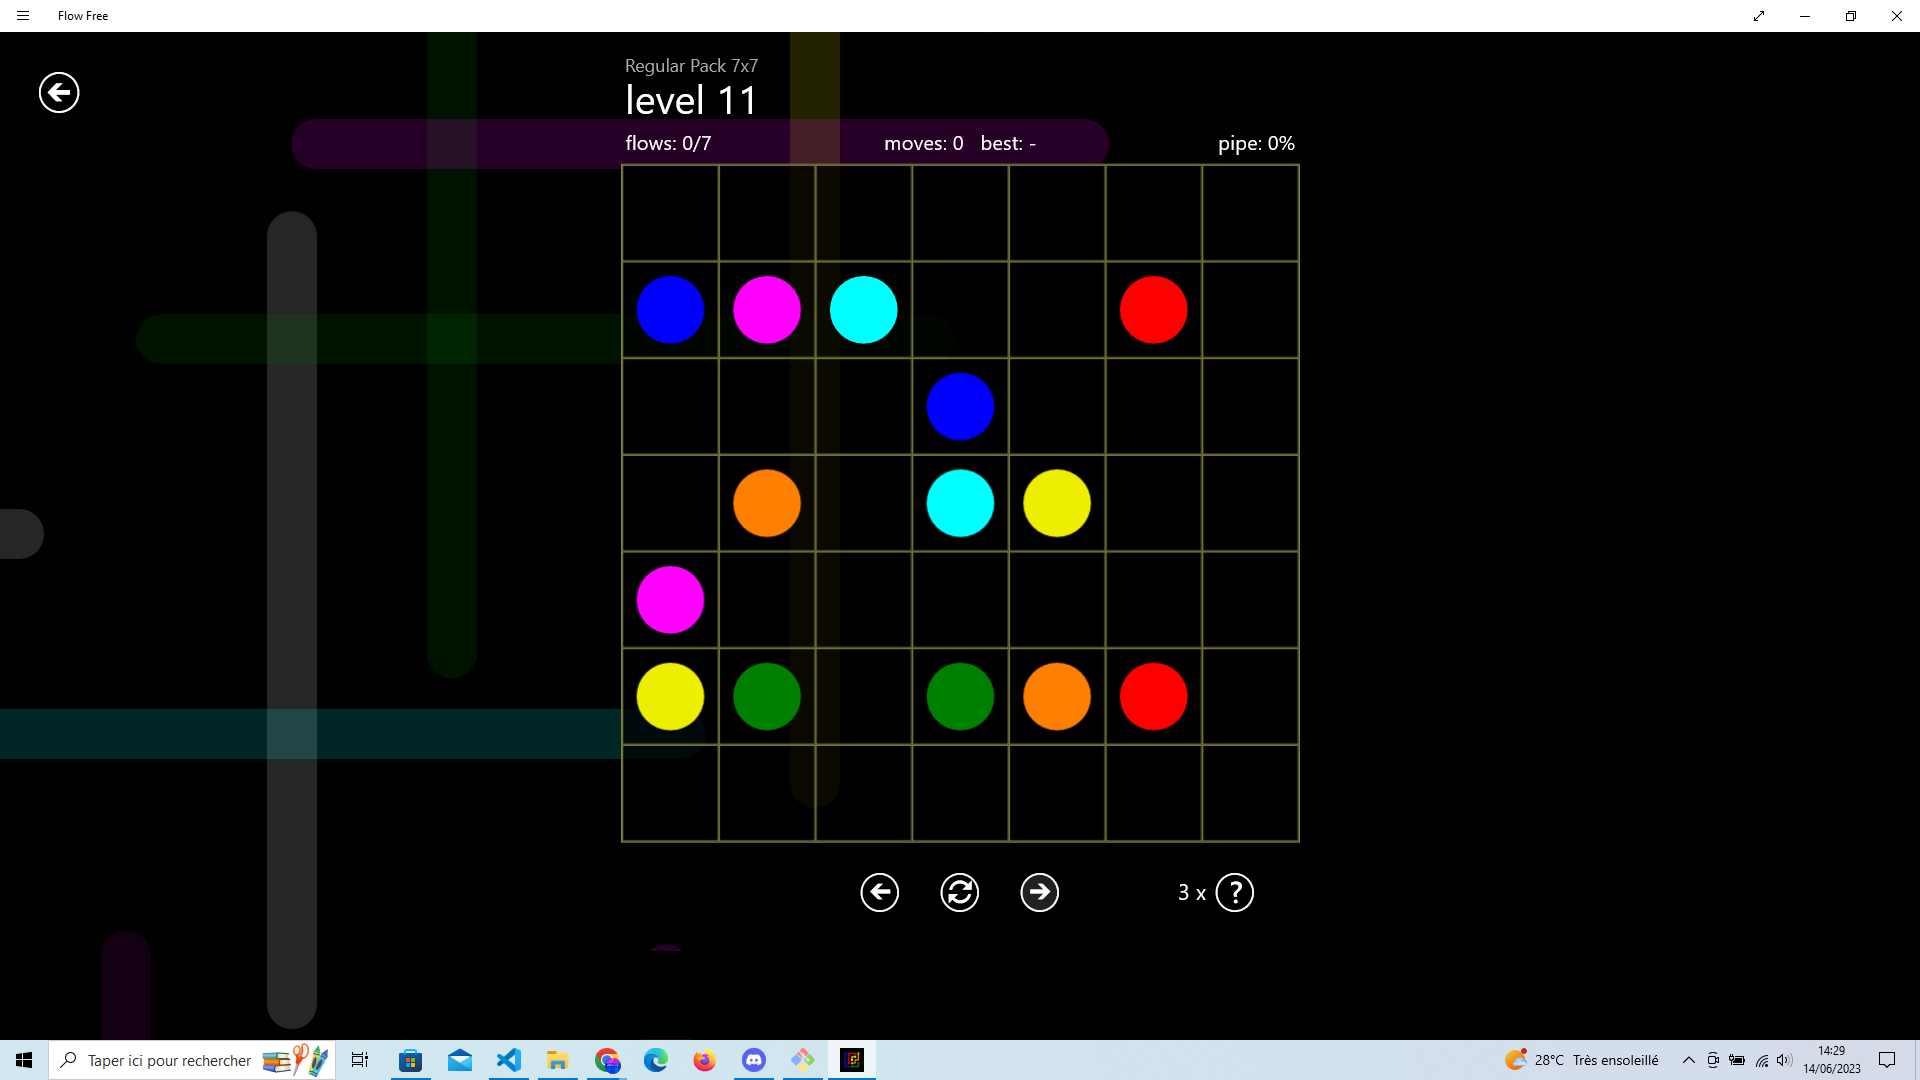 Flow Free
Regular Pack 7x7
level 11
flows: 0/7
moves: 0 best: -
pipe: 0%
3 x ?
Taper ici pour rechercher
28°C Très ensoleillé
14:29
14/06/2023